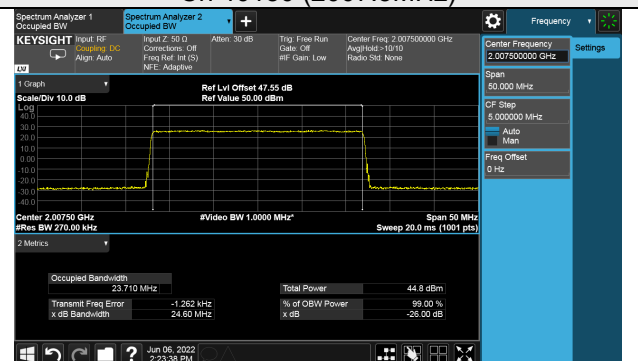 Spectrum Analyzer 1
Occupied BW
Spectrum Analyzer 2
Occupied BW
Frequency
KEYSIGHT
Input: RF
Coupling: DC
Align: Auto
Input Z: 50 Ω
Corrections: Off
Freq Ref: Int (S)
NFE: Adaptive
Atten: 30 dB
Trig: Free Run
Gate: Off
#IF Gain: Low
Center Freq: 2.007500000 GHz
Avg|Hold:>10/10
Radio Std: None
LXI
Center Frequency
2.007500000 GHz
Settings
Span
50.000 MHz
CF Step
5.000000 MHz
Auto
Man
Freq Offset
0 Hz
1 Graph
Scale/Div 10.0 dB
Ref Lvl Offset 47.55 dB
Ref Value 50.00 dBm
Log
40.0
30.0
20.0
10.0
0.00
-10.0
-20.0
-30.0
-40.0
Center 2.00750 GHz
#Res BW 270.00 kHz
#Video BW 1.0000 MHz*
Span 50 MHz
Sweep 20.0 ms (1001 pts)
2 Metrics
Occupied Bandwidth
23.710 MHz
Total Power
44.8 dBm
Transmit Freq Error
-1.262 kHz
% of OBW Power
99.00 %
x dB Bandwidth
24.60 MHz
x dB
-26.00 dB
Jun 06, 2022
2:23:38 PM